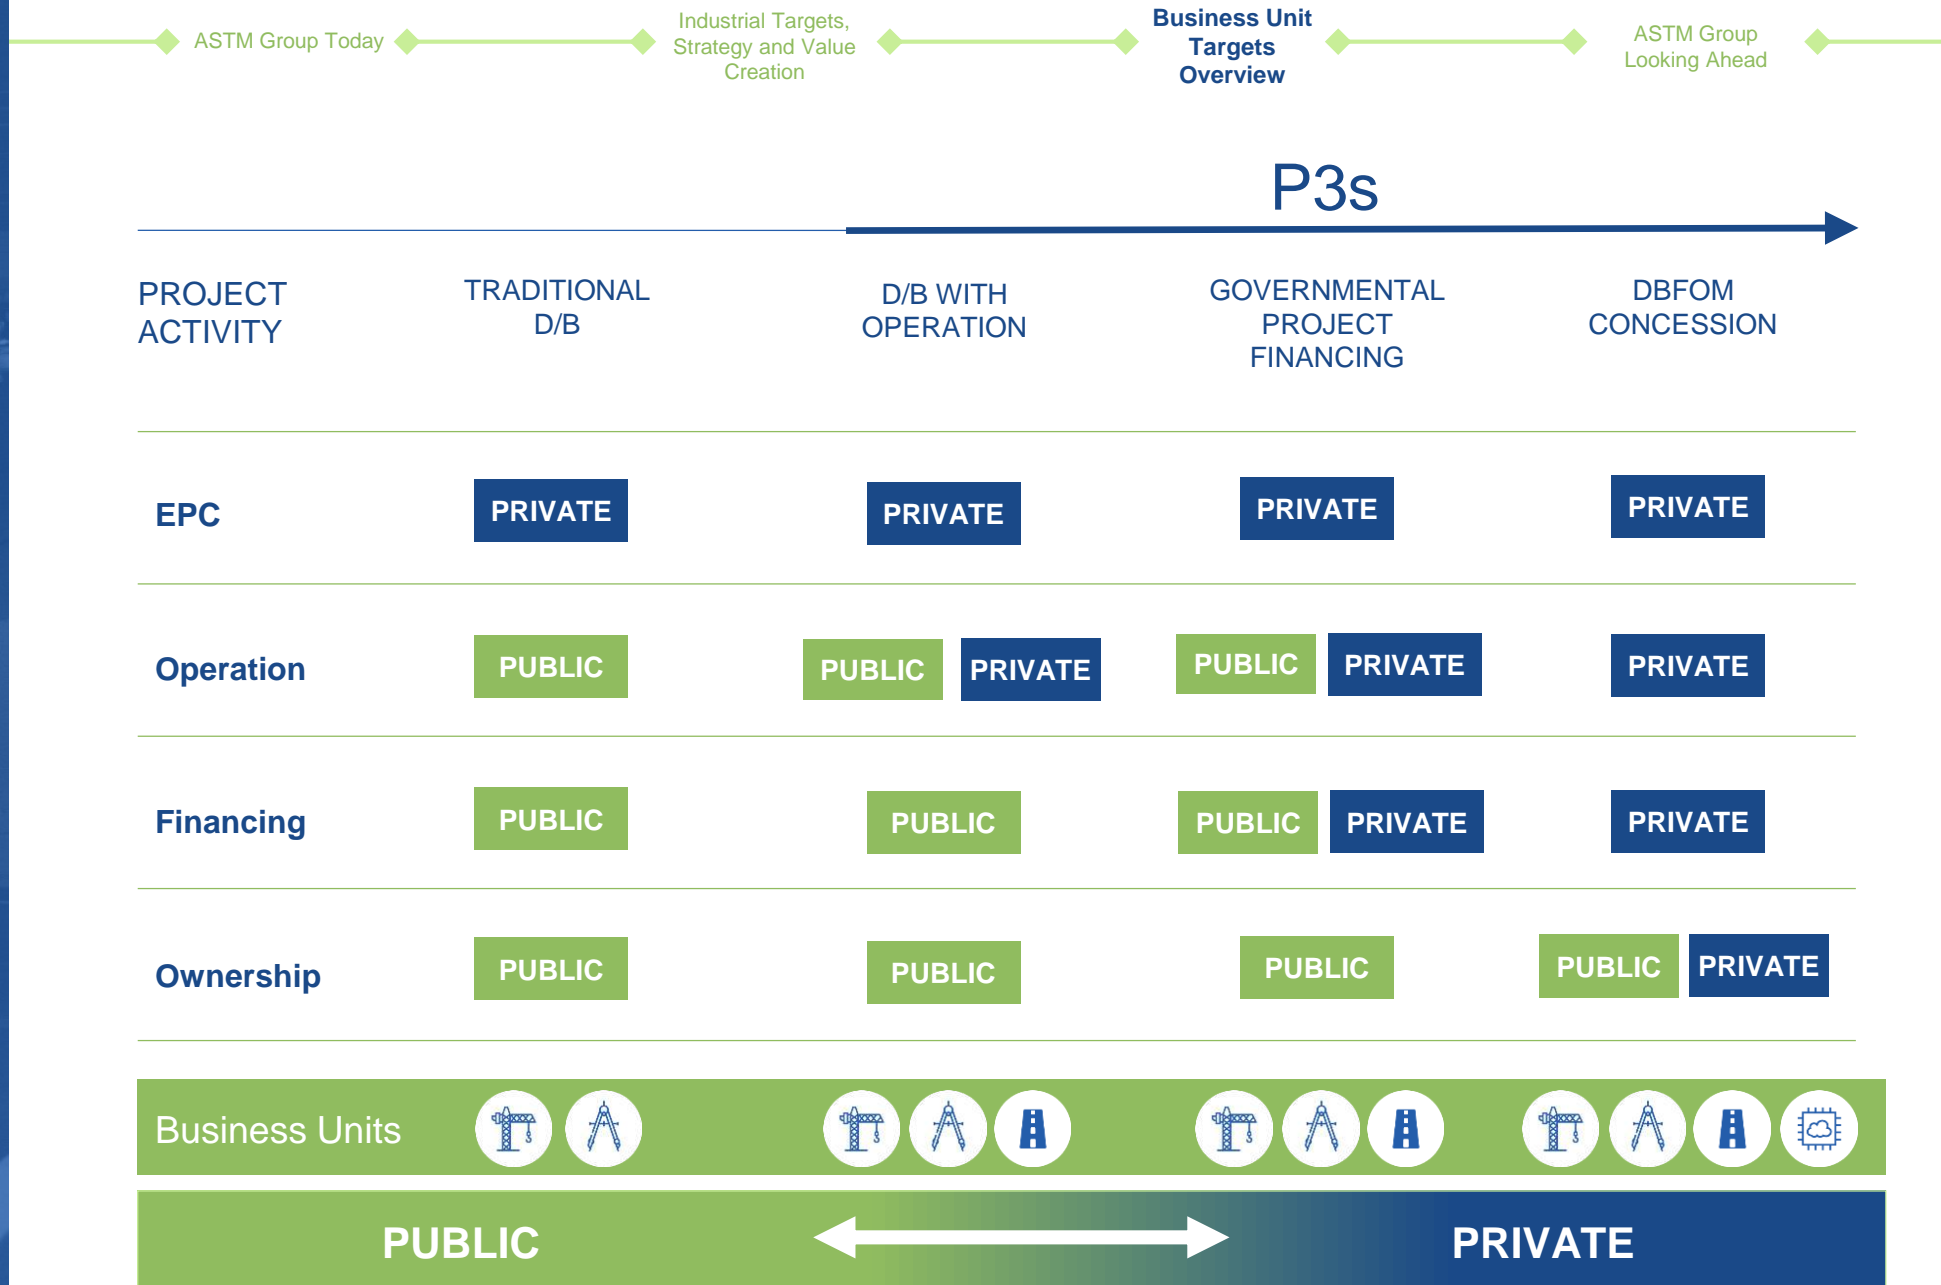 ASTM Group Today
Industrial Targets,
Strategy and Value
Creation
Business Unit
Targets
Overview
ASTM Group
Looking Ahead
P3s
PROJECT
ACTIVITY
TRADITIONAL
D/B
D/B WITH
OPERATION
GOVERNMENTAL
PROJECT
FINANCING
DBFOM
CONCESSION
EPC
PRIVATE
PRIVATE
PRIVATE
PRIVATE
Operation
PUBLIC
PUBLIC
PRIVATE
PUBLIC
PRIVATE
PRIVATE
Financing
PUBLIC
PUBLIC
PUBLIC
PRIVATE
PRIVATE
Ownership
PUBLIC
PUBLIC
PUBLIC
PUBLIC
PRIVATE
Business Units
PUBLIC
PRIVATE